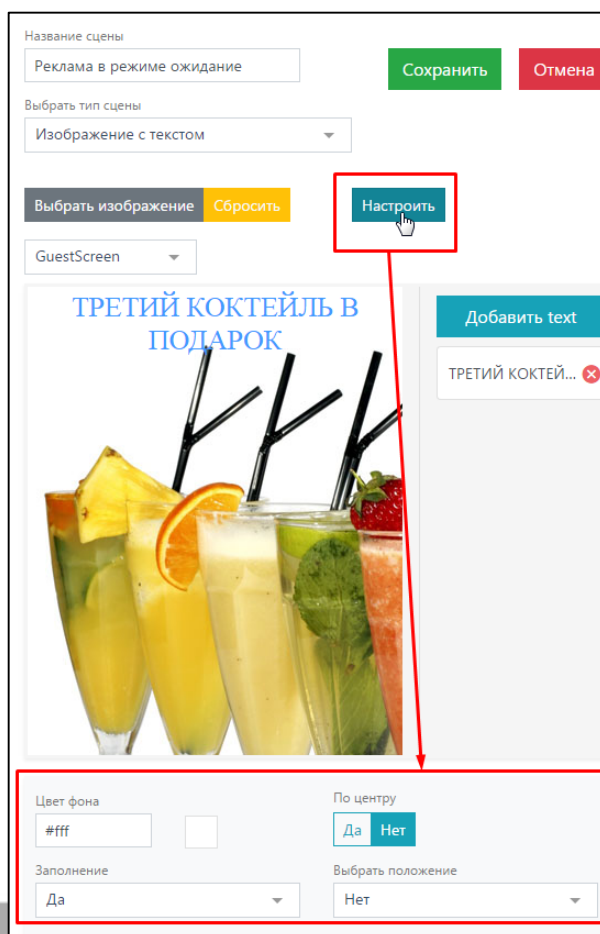 Название сцены
Реклама в режиме ожидание
Сохранить
Отмена
Выбрать тип сцены
Изображение с текстом
Выбрать изображение
Сбросить
Настроить
GuestScreen
ТРЕТИЙ КОКТЕЙЛЬ В
ПОДАРОК
Добавить text
ТРЕТИЙ КОКТЕЙ...
Цвет фона
#fff
По центру
Да Нет
Заполнение
Да
Выбрать положение
Нет